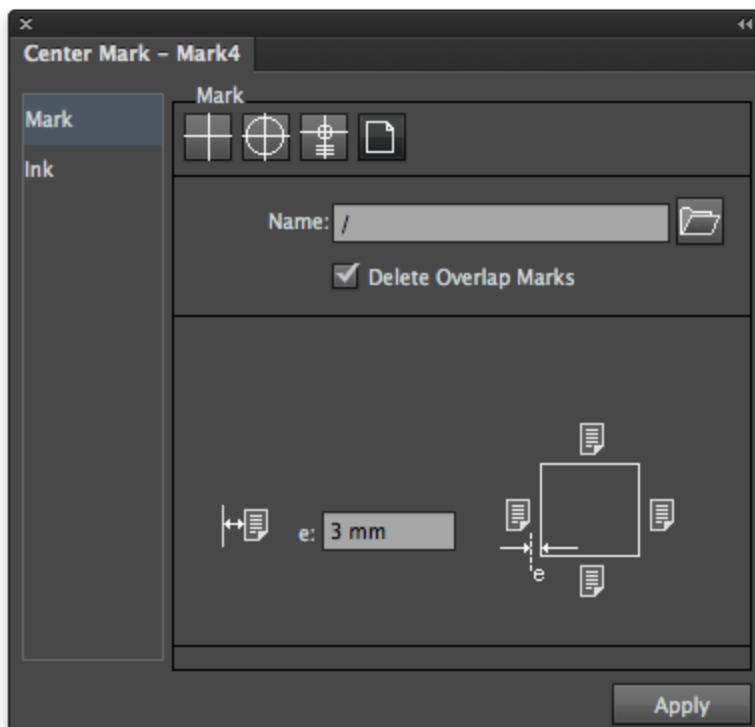 Center Mark – Mark4
Mark
Mark
Ink
Name: /
Delete Overlap Marks
e: 3 mm
e
Apply